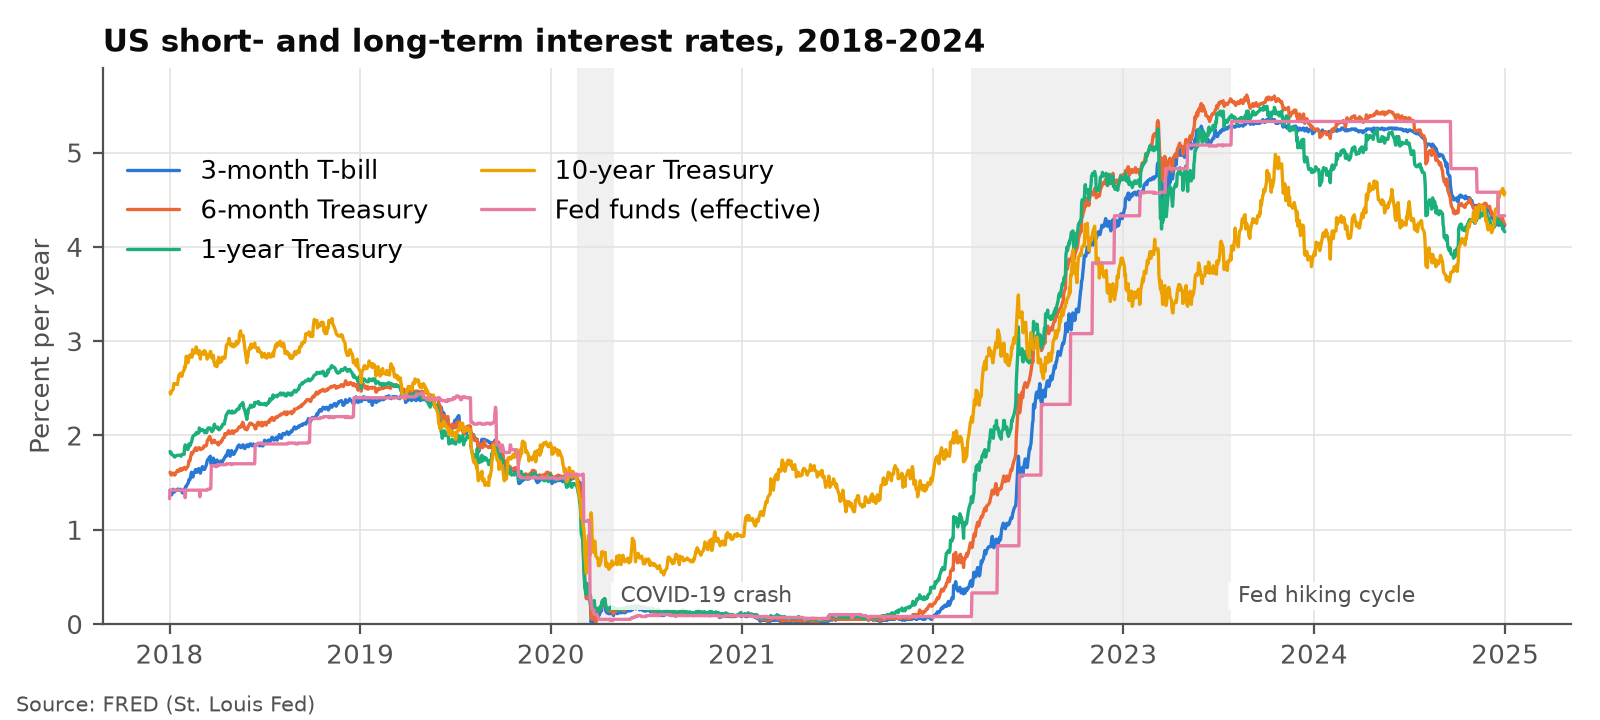 US short- and long-term interest rates, 2018-2024
Percent per year
5
4
3
2
1
0
3-month T-bill
6-month Treasury
1-year Treasury
10-year Treasury
Fed funds (effective)
COVID-19 crash
Fed hiking cycle
2018
2019
2020
2021
2022
2023
2024
2025
Source: FRED (St. Louis Fed)